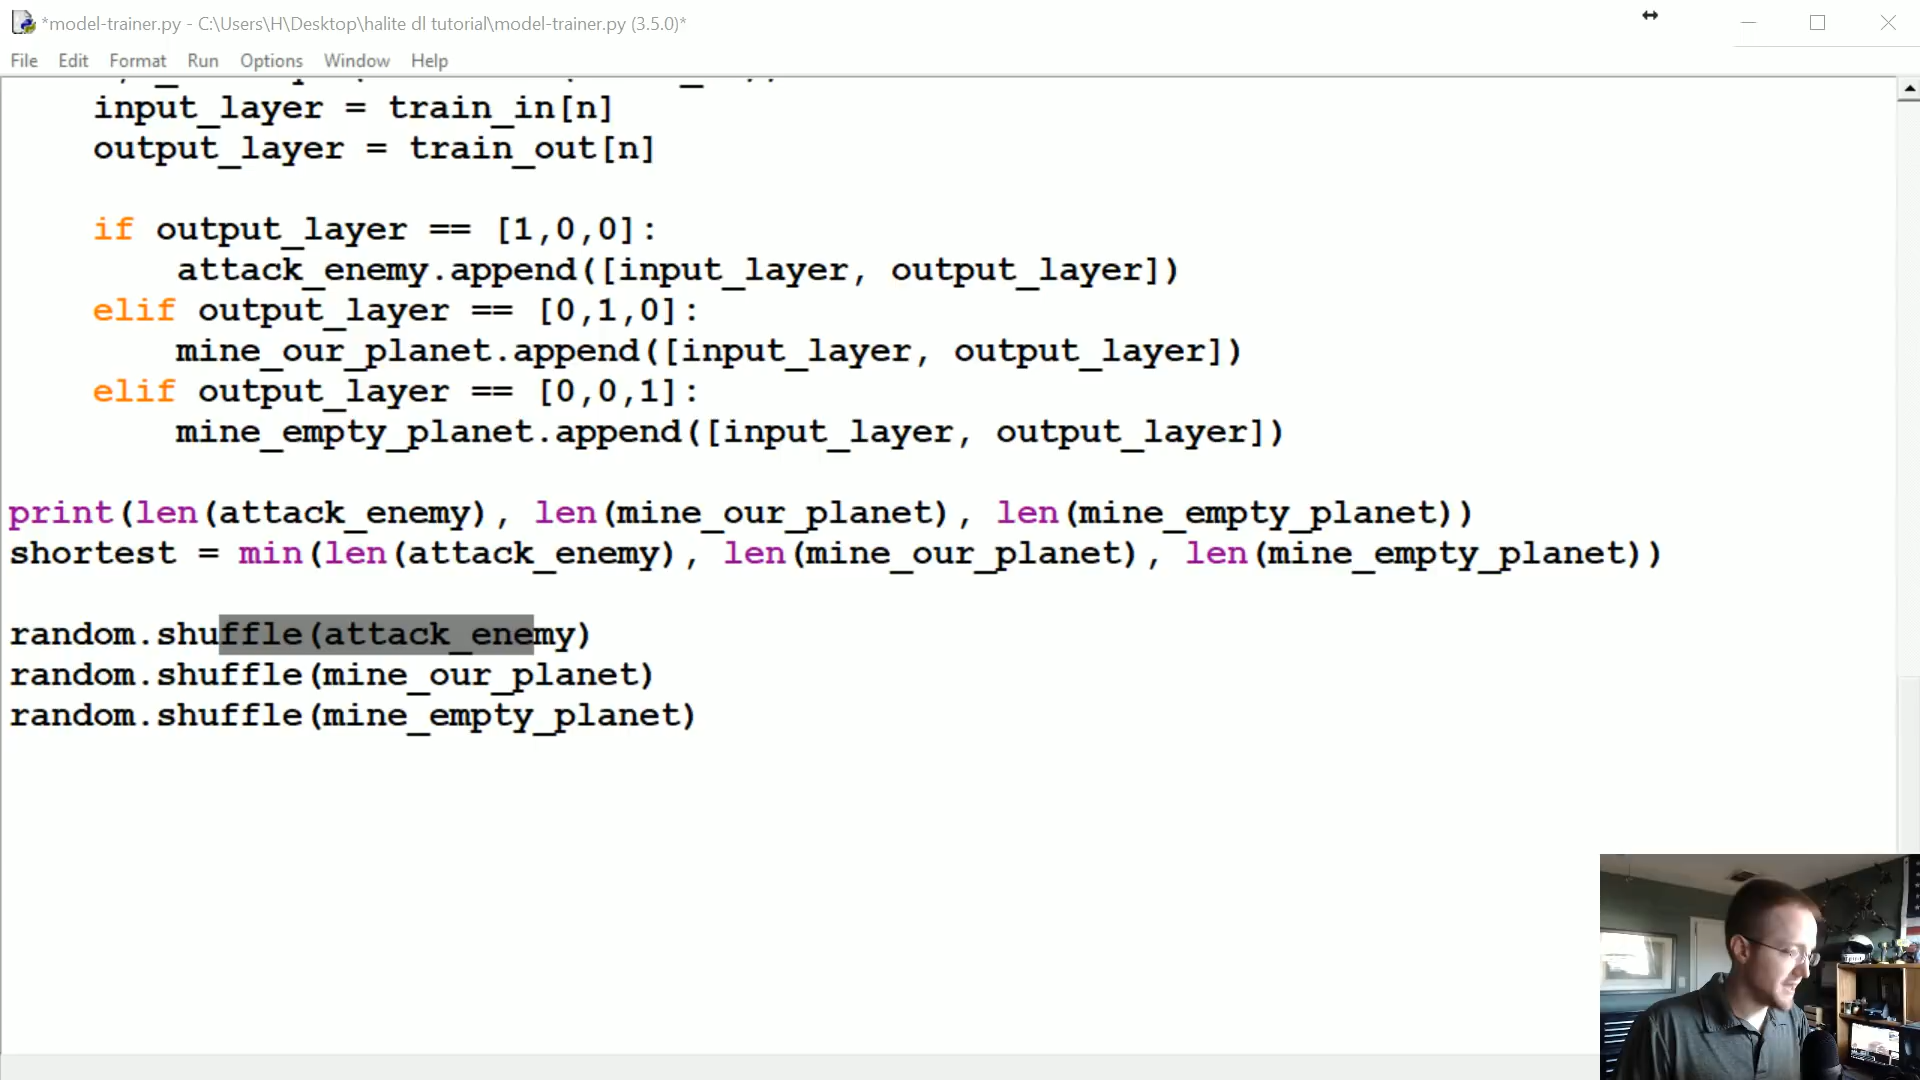 *model-trainer.py - C:\Users\H\Desktop\halite dl tutorial\model-trainer.py (3.5.0)*
File Edit Format Run Options Window Help
input_layer = train_in[n]
output_layer = train_out[n]
if output_layer == [1,0,0]:
attack_enemy.append([input_layer, output_layer])
elif output_layer == [0,1,0]:
mine_our_planet.append([input_layer, output_layer])
elif output_layer == [0,0,1]:
mine_empty_planet.append([input_layer, output_layer])
print(len(attack_enemy), len(mine_our_planet), len(mine_empty_planet))
shortest = min(len(attack_enemy), len(mine_our_planet), len(mine_empty_planet))
random.shuffle(attack_enemy)
random.shuffle(mine_our_planet)
random.shuffle(mine_empty_planet)